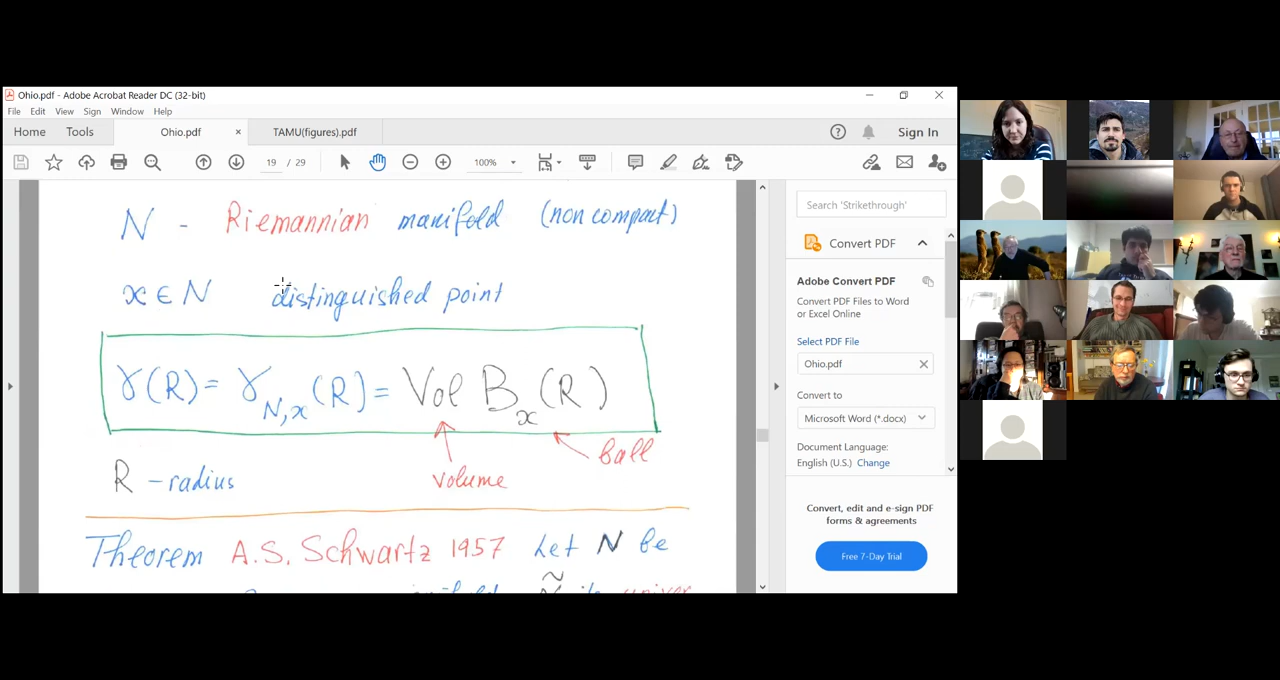 Ohio.pdf - Adobe Acrobat Reader DC (32-bit)
File Edit View Sign Window Help
Home Tools Ohio.pdf × TAMU(figures).pdf Sign In
19 / 29 100%
N - Riemannian manifold (non compact)
x ∈ N distinguished point
γ(R) = γ_{N,x}(R) = Vol B_x(R)
ball
R - radius volume
Theorem A.S. Schwartz 1957 Let N be
Search 'Strikethrough'
Convert PDF
Adobe Convert PDF
Convert PDF Files to Word
or Excel Online
Select PDF File
Ohio.pdf
Convert to
Microsoft Word (*.docx)
Document Language:
English (U.S.) Change
Convert, edit and e-sign PDF
forms & agreements
Free 7-Day Trial